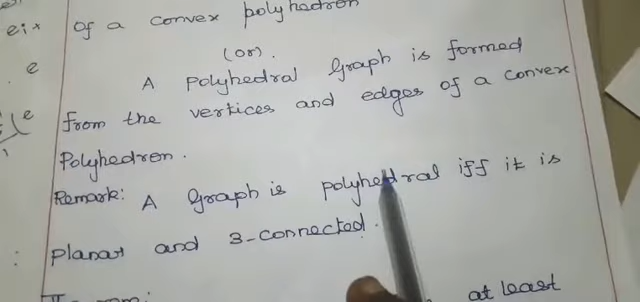 of a convex polyhedron
(or).
A polyhedral graph is formed
from the vertices and edges of a convex
Polyhedron.
Remark: A graph is polyhedral iff it is
planar and 3-connected.
at least